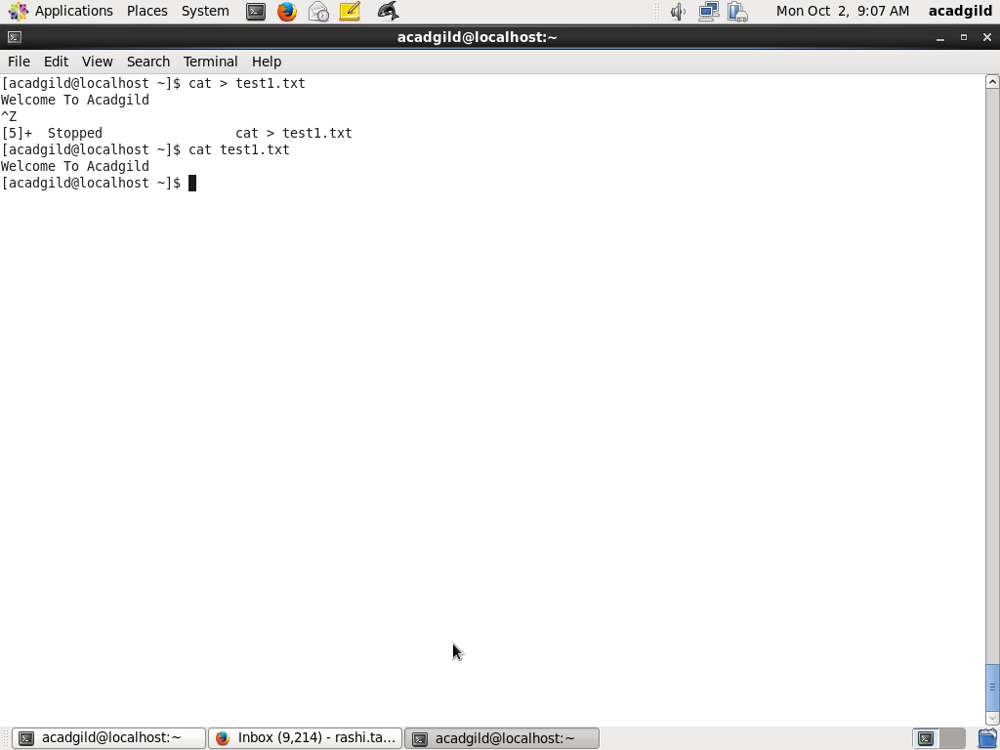 Applications Places System Mon Oct 2, 9:07 AM acadgild
acadgild@localhost:~
File Edit View Search Terminal Help
[acadgild@localhost ~]$ cat > test1.txt
Welcome To Acadgild
^Z
[5]+  Stopped                 cat > test1.txt
[acadgild@localhost ~]$ cat test1.txt
Welcome To Acadgild
[acadgild@localhost ~]$
acadgild@localhost:~ Inbox (9,214) - rashi.ta... acadgild@localhost:~